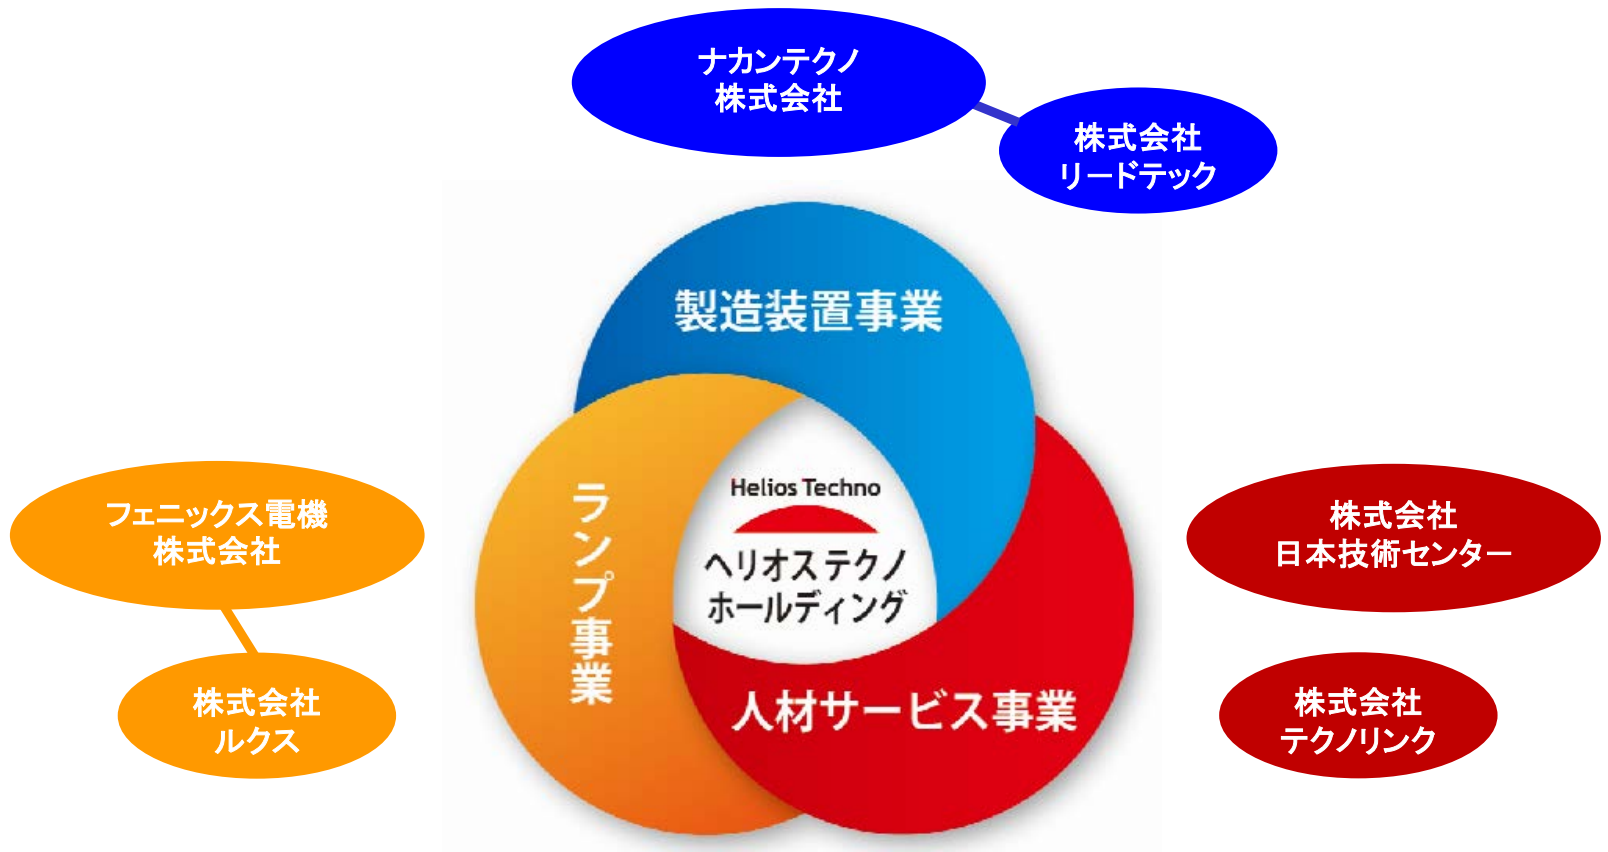 ナカンテクノ
株式会社
株式会社
リードテック
製造装置事業
Helios Techno
ヘリオス テクノ
ホールディング
ランプ事業
人材サービス事業
フェニックス電機
株式会社
株式会社
ルクス
株式会社
日本技術センター
株式会社
テクノリンク